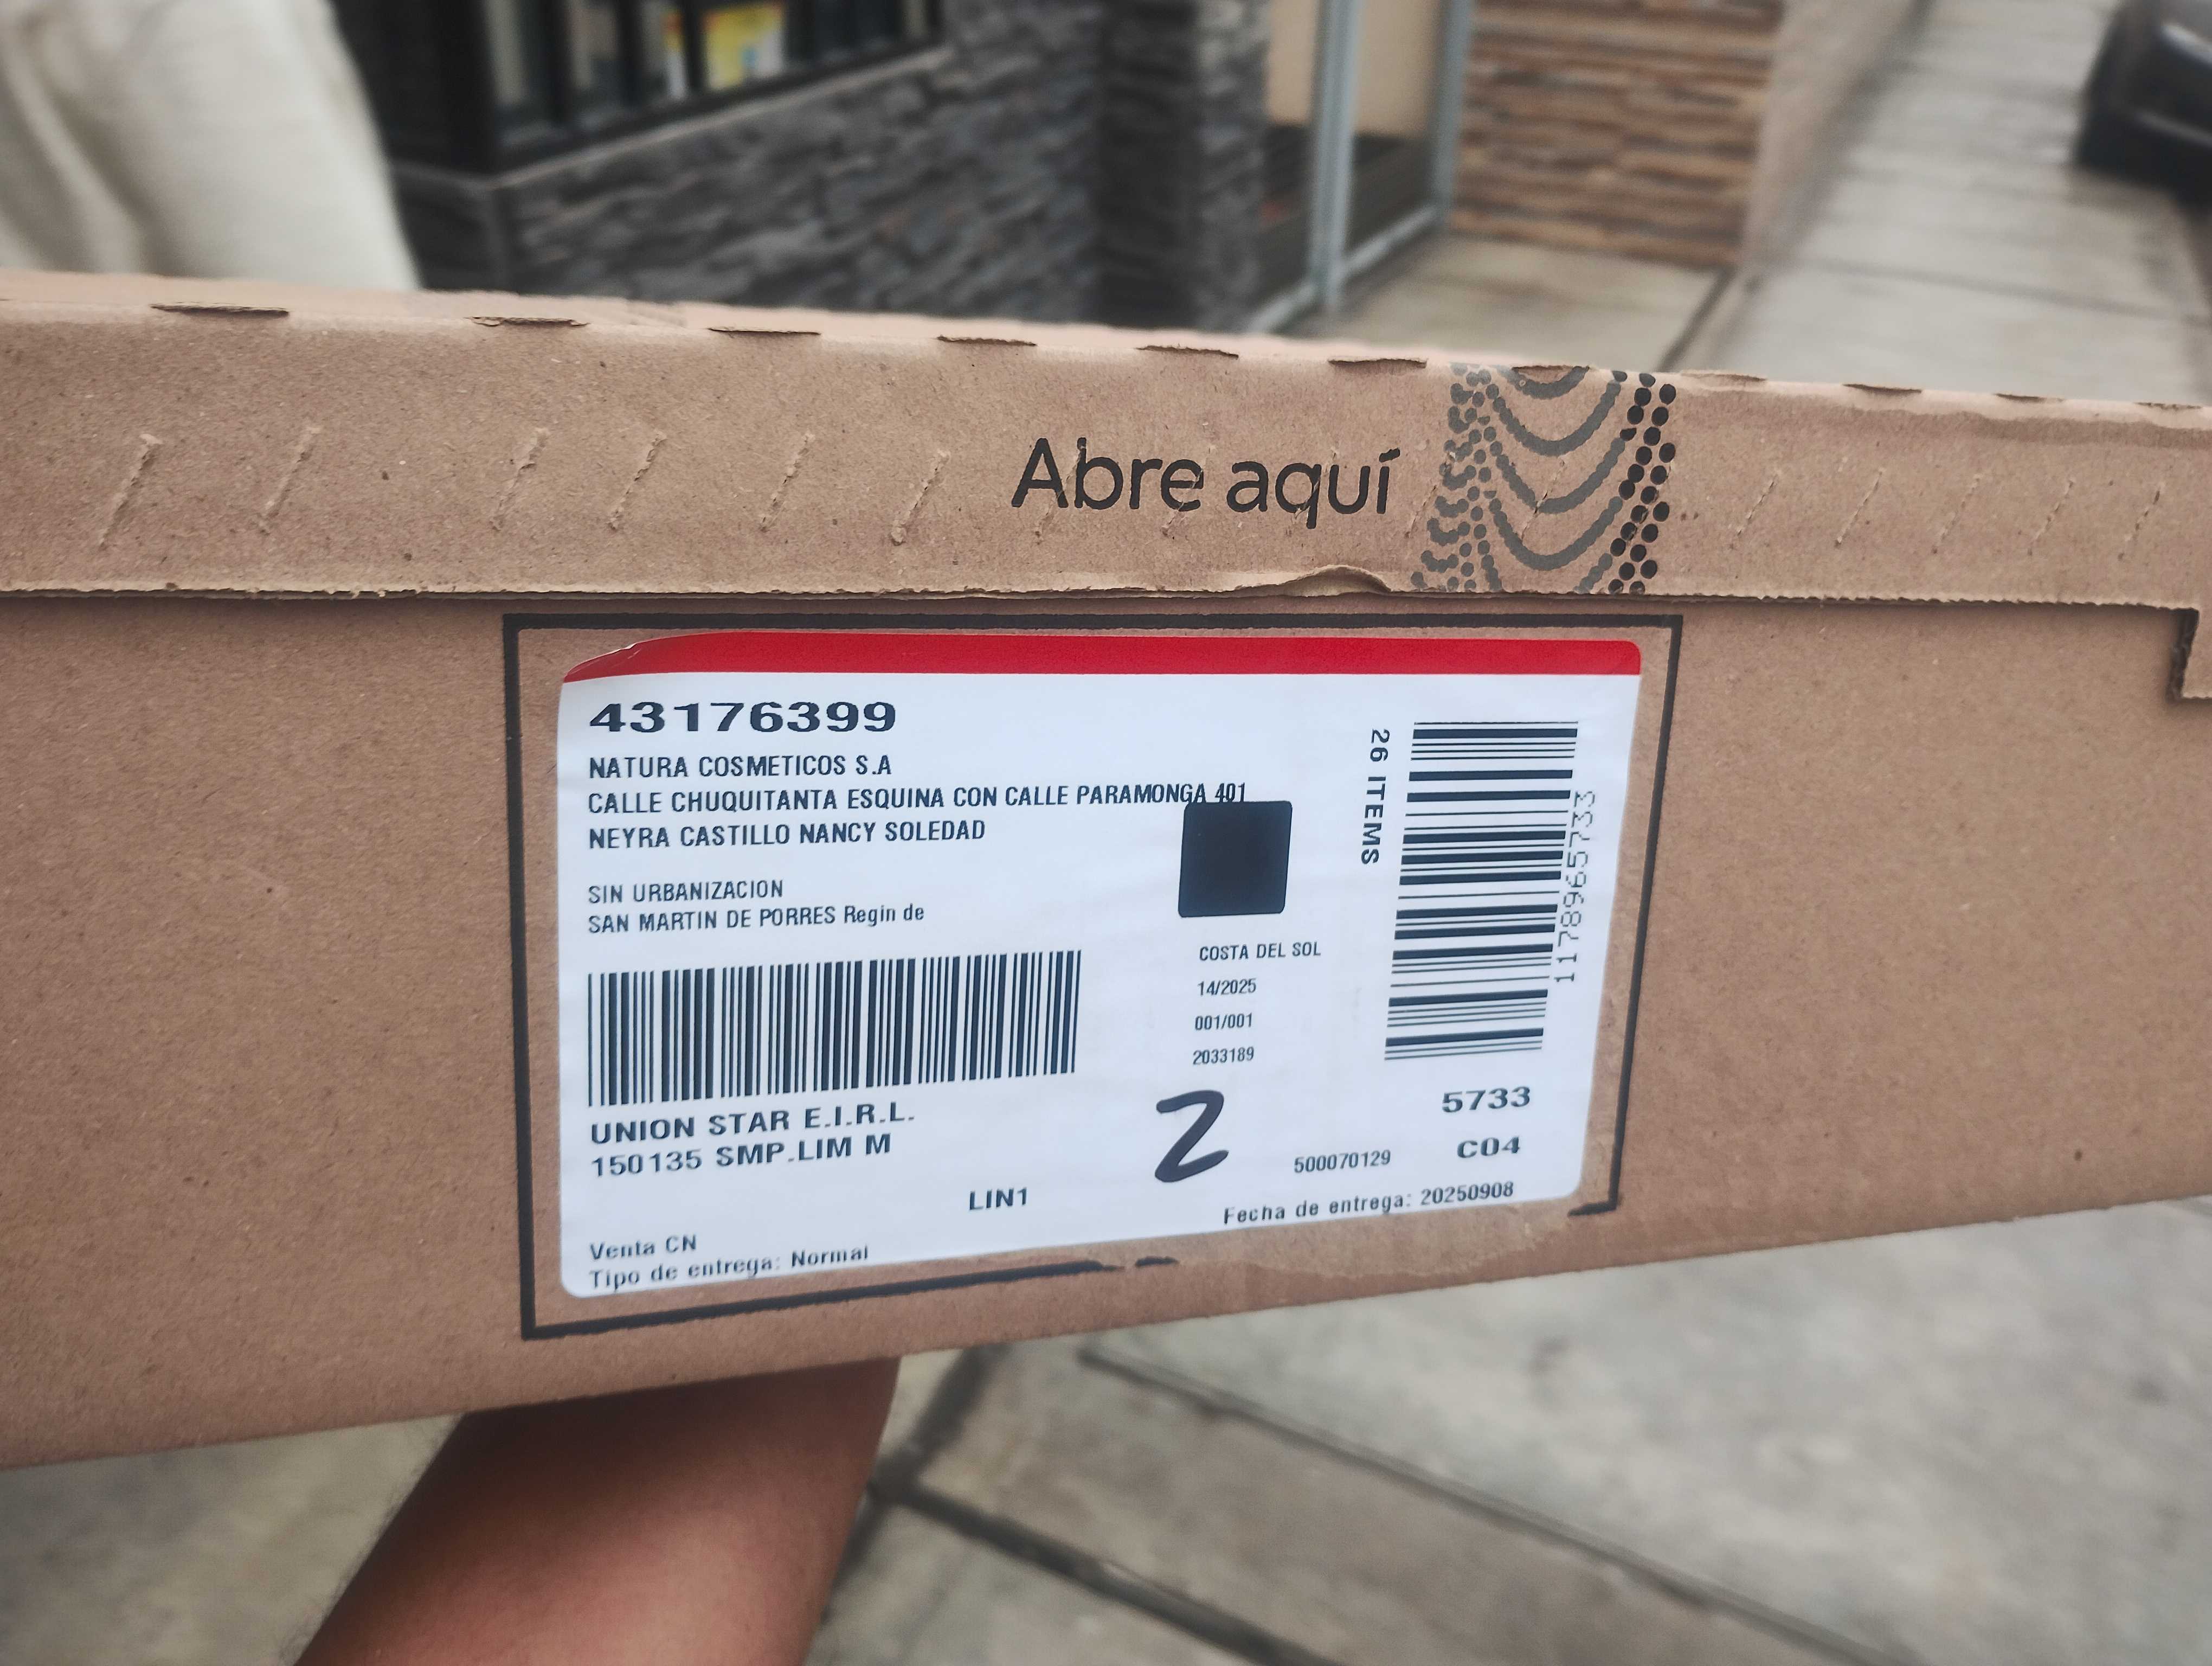 Abre aquí
43176399
NATURA COSMETICOS S.A
CALLE CHUQUITANTA ESQUINA CON CALLE PARAMONGA 401
NEYRA CASTILLO NANCY SOLEDAD
SIN URBANIZACION
SAN MARTIN DE PORRES Regin de
26 ITEMS
1178965733
COSTA DEL SOL
14/2025
001/001
2033189
UNION STAR E.I.R.L.
150135 SMP.LIM M
2
5733
500070129
C04
LIN1
Fecha de entrega: 20250908
Venta CN
Tipo de entrega: Normal